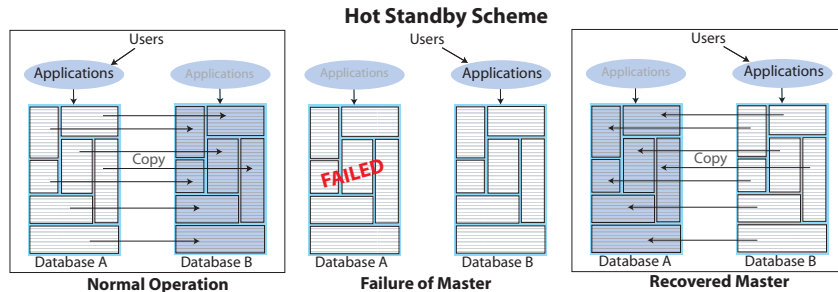 Hot Standby Scheme
Users
Applications
Applications
Copy
Database A
Database B
Normal Operation
Users
Applications
Applications
FAILED
Database A
Database B
Failure of Master
Users
Applications
Applications
Copy
Database A
Database B
Recovered Master